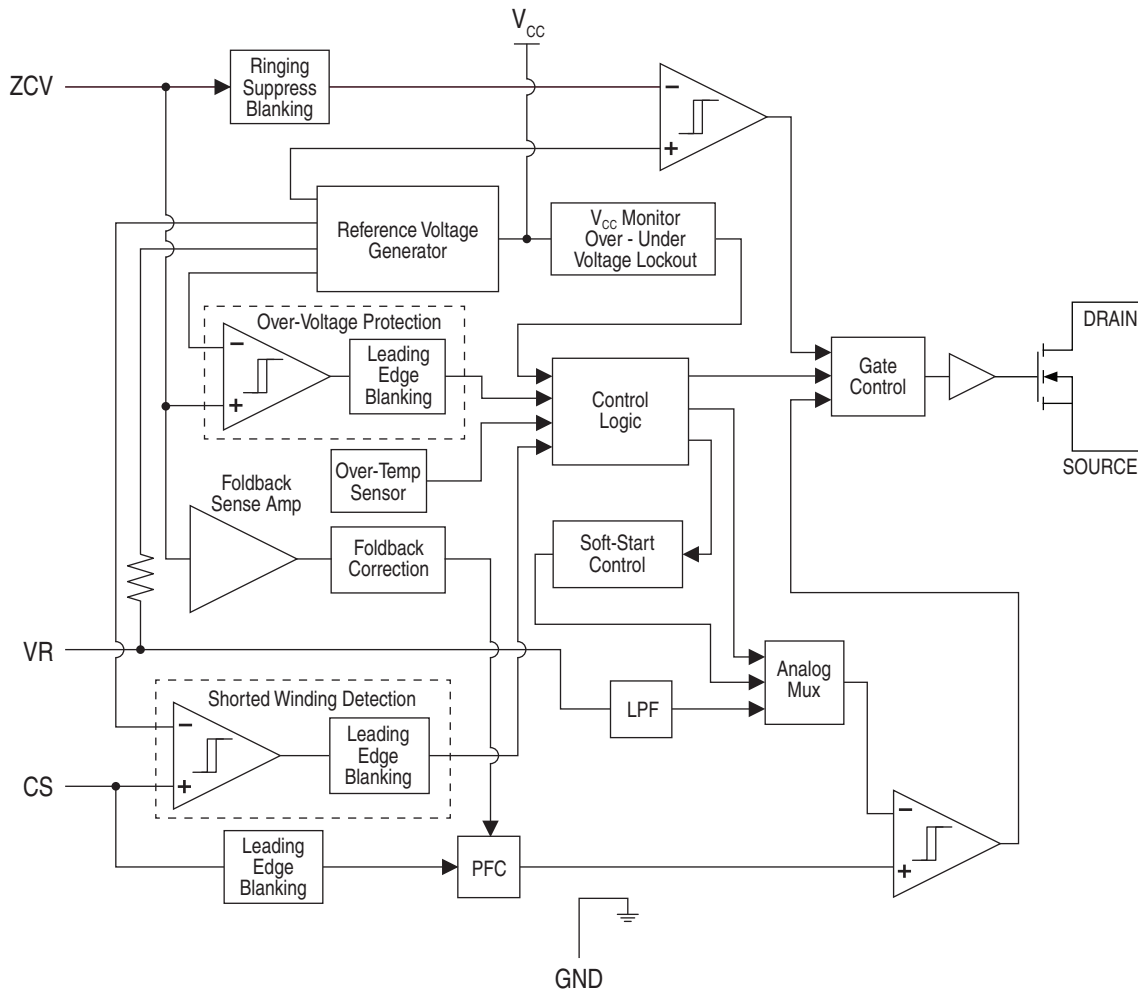 V_CC
ZCV
Ringing
Suppress
Blanking
−
+
Reference Voltage
Generator
V_CC Monitor
Over - Under
Voltage Lockout
Over-Voltage Protection
−
+
Leading
Edge
Blanking
Control
Logic
Gate
Control
DRAIN
SOURCE
Over-Temp
Sensor
Foldback
Sense Amp
Foldback
Correction
Soft-Start
Control
VR
Analog
Mux
LPF
Shorted Winding Detection
−
+
Leading
Edge
Blanking
CS
−
+
Leading
Edge
Blanking
PFC
GND